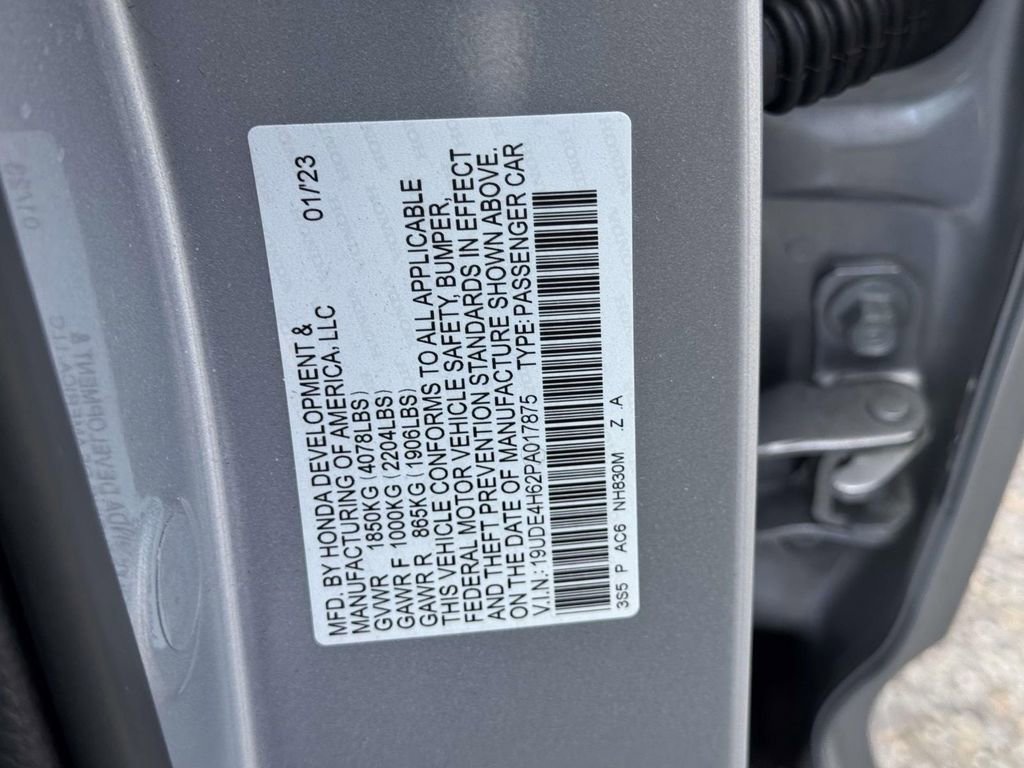 MFD. BY HONDA DEVELOPMENT & 01/'23
MANUFACTURING OF AMERICA, LLC
GVWR 1850KG (4078LBS)
GAWR F 1000KG (2204LBS)
GAWR R 865KG (1906LBS)
THIS VEHICLE CONFORMS TO ALL APPLICABLE
FEDERAL MOTOR VEHICLE SAFETY, BUMPER,
AND THEFT PREVENTION STANDARDS IN EFFECT
ON THE DATE OF MANUFACTURE SHOWN ABOVE.
V.I.N.:19UDE4H62PA017875 TYPE:PASSENGER CAR
3S5 P AC6 NH830M .Z .A